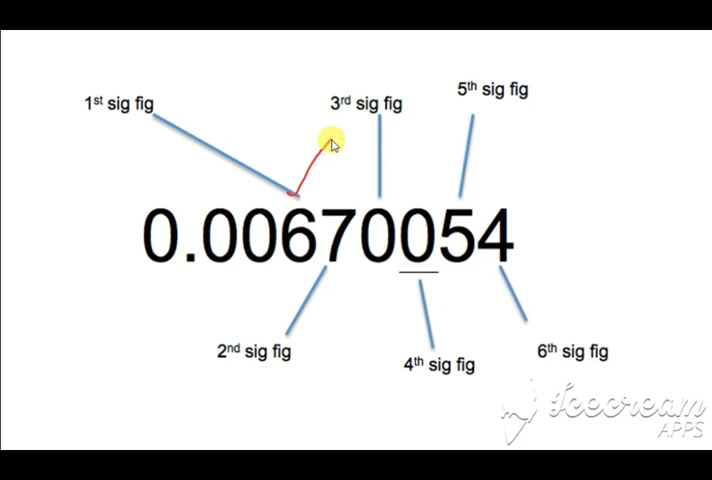 1st sig fig
3rd sig fig
5th sig fig
0.00670054
2nd sig fig
4th sig fig
6th sig fig
Icecream
APPS